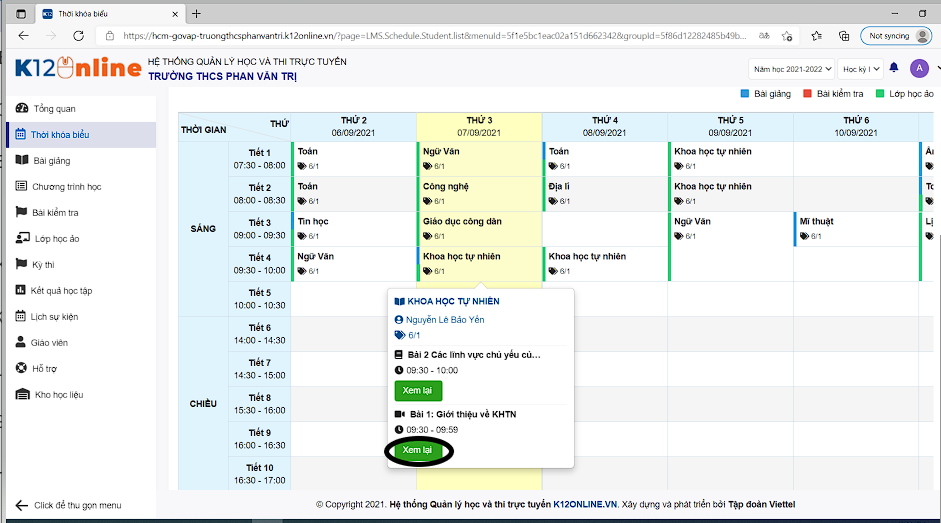 K12 Thời khóa biểu
https://hcm-govap-truongthcsphanvantri.k12online.vn/?page=LMS.Schedule.Student.list&menuId=5f1e5bc1eac02a151d662342&groupId=5f86d12282485b49b...
Not syncing
K12Online
HỆ THỐNG QUẢN LÝ HỌC VÀ THI TRỰC TUYẾN
TRƯỜNG THCS PHAN VĂN TRỊ
Năm học 2021-2022
Học kỳ I
A
Bài giảng
Bài kiểm tra
Lớp học ảo
Tổng quan
Thời khóa biểu
Bài giảng
Chương trình học
Bài kiểm tra
Lớp học ảo
Kỳ thi
Kết quả học tập
Lịch sự kiện
Giáo viên
Hỗ trợ
Kho học liệu
Click để thu gọn menu
THỜI GIAN THỨ
THỨ 2
06/09/2021
THỨ 3
07/09/2021
THỨ 4
08/09/2021
THỨ 5
09/09/2021
THỨ 6
10/09/2021
SÁNG
Tiết 1
07:30 - 08:00
Toán
6/1
Ngữ Văn
6/1
Toán
6/1
Khoa học tự nhiên
6/1
Tiết 2
08:00 - 08:30
Toán
6/1
Công nghệ
6/1
Địa lí
6/1
Khoa học tự nhiên
6/1
Tiết 3
09:00 - 09:30
Tin học
6/1
Giáo dục công dân
6/1
Ngữ Văn
6/1
Mĩ thuật
6/1
Tiết 4
09:30 - 10:00
Ngữ Văn
6/1
Khoa học tự nhiên
6/1
Khoa học tự nhiên
6/1
Tiết 5
10:00 - 10:30
CHIỀU
Tiết 6
14:00 - 14:30
Tiết 7
14:30 - 15:00
Tiết 8
15:30 - 16:00
Tiết 9
16:00 - 16:30
Tiết 10
16:30 - 17:00
KHOA HỌC TỰ NHIÊN
Nguyễn Lê Bảo Yến
6/1
Bài 2 Các lĩnh vực chủ yếu củ...
09:30 - 10:00
Xem lại
Bài 1: Giới thiệu về KHTN
09:30 - 09:59
Xem lại
© Copyright 2021. Hệ thống Quản lý học và thi trực tuyến K12ONLINE.VN. Xây dựng và phát triển bởi Tập đoàn Viettel